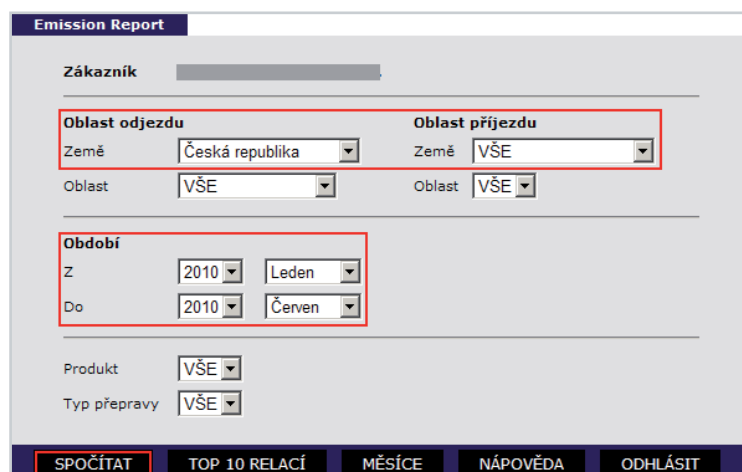 Emission Report
Zákazník
Oblast odjezdu Oblast příjezdu
Země Česká republika Země VŠE
Oblast VŠE Oblast VŠE
Období
Z 2010 Leden
Do 2010 Červen
Produkt VŠE
Typ přepravy VŠE
SPOČÍTAT TOP 10 RELACÍ MĚSÍCE NÁPOVĚDA ODHLÁSIT